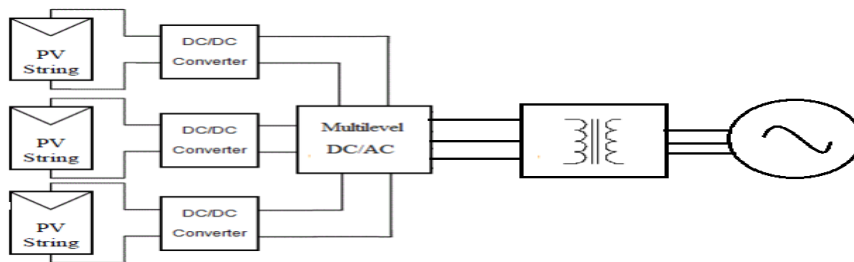 PV
String
DC/DC
Converter
PV
String
DC/DC
Converter
Multilevel
DC/AC
PV
String
DC/DC
Converter